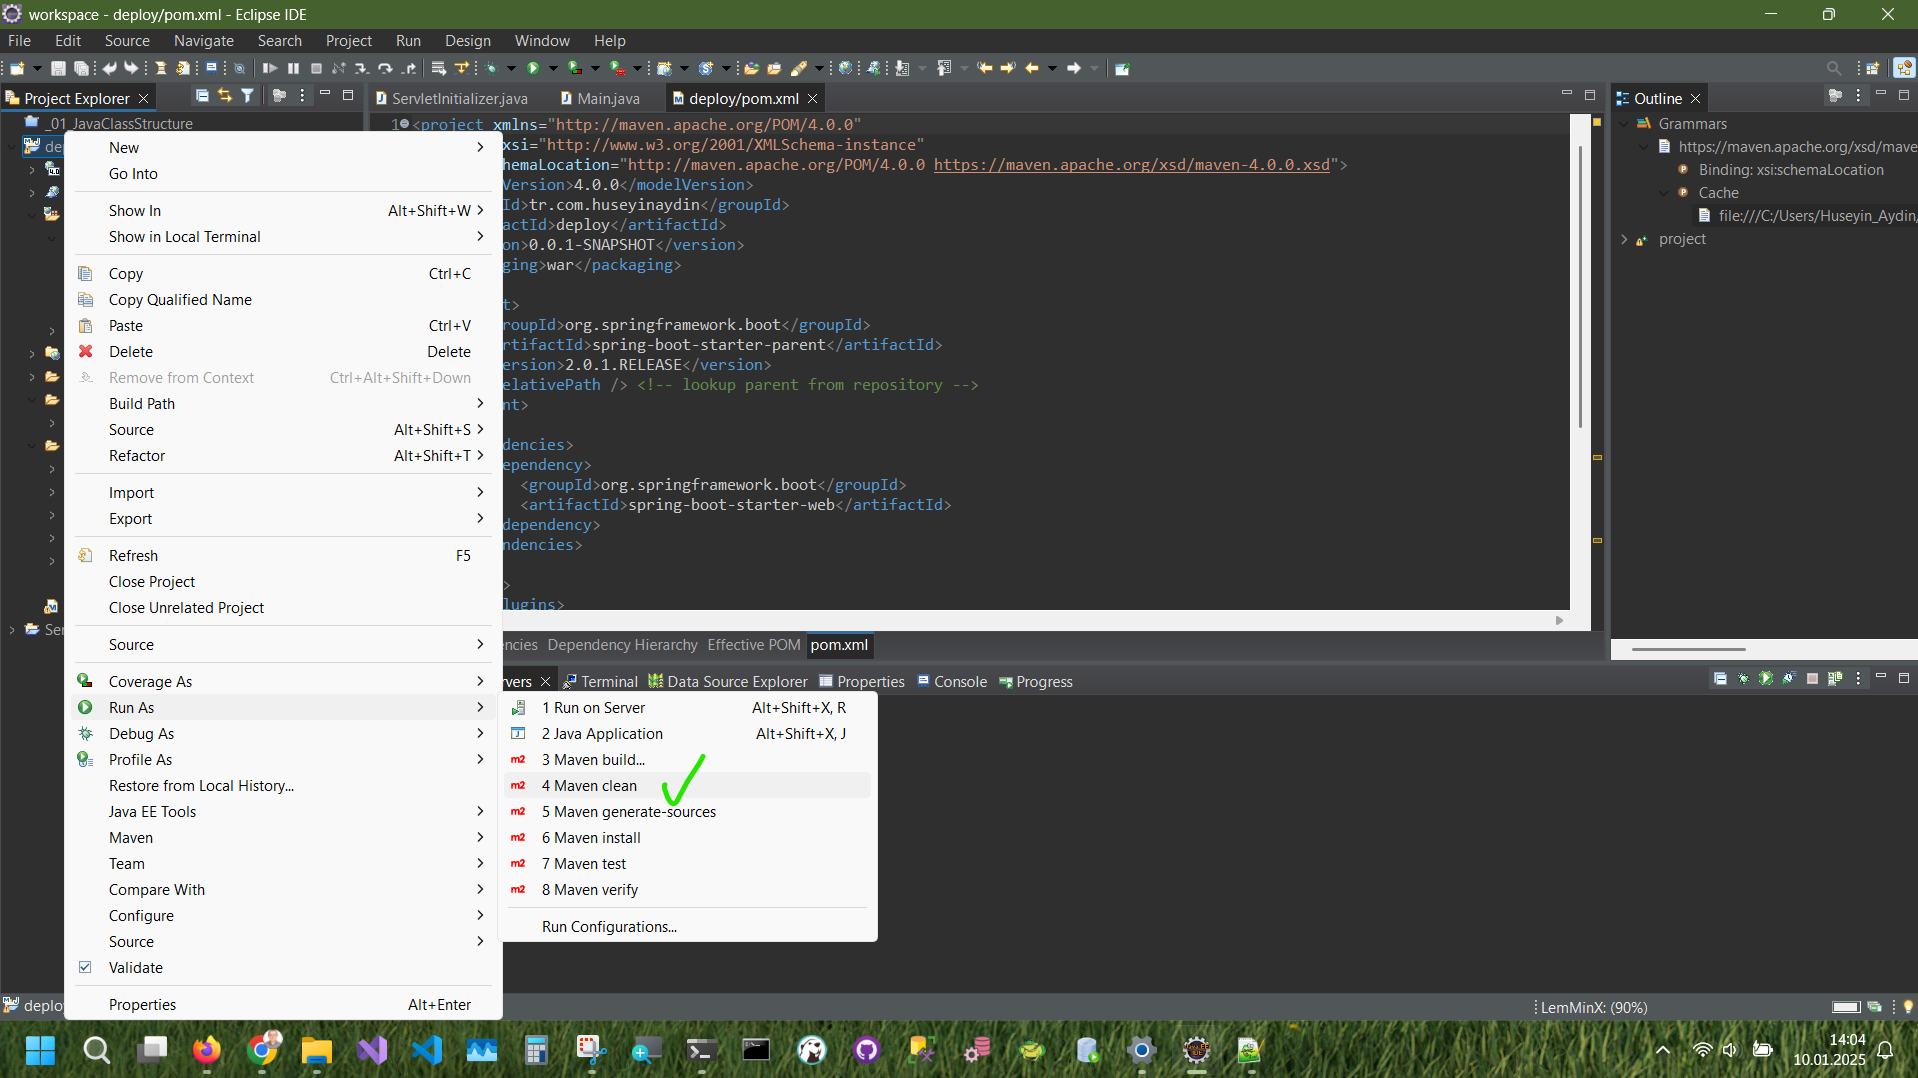 workspace - deploy/pom.xml - Eclipse IDE
File Edit Source Navigate Search Project Run Design Window Help
Project Explorer
ServletInitializer.java Main.java deploy/pom.xml
Outline
_01_JavaClassStructure
1 <project xmlns="http://maven.apache.org/POM/4.0.0"
xsi="http://www.w3.org/2001/XMLSchema-instance"
hemaLocation="http://maven.apache.org/POM/4.0.0 https://maven.apache.org/xsd/maven-4.0.0.xsd">
Version>4.0.0</modelVersion>
Id>tr.com.huseyinaydin</groupId>
actId>deploy</artifactId>
on>0.0.1-SNAPSHOT</version>
ging>war</packaging>
t>
roupId>org.springframework.boot</groupId>
rtifactId>spring-boot-starter-parent</artifactId>
ersion>2.0.1.RELEASE</version>
elativePath /> <!-- lookup parent from repository -->
nt>
dencies>
ependency>
<groupId>org.springframework.boot</groupId>
<artifactId>spring-boot-starter-web</artifactId>
dependency>
ndencies>
>
lugins>
Grammars
https://maven.apache.org/xsd/mave
Binding: xsi:schemaLocation
Cache
file:///C:/Users/Huseyin_Aydin/
project
dep
Ser
New
Go Into
Show In Alt+Shift+W
Show in Local Terminal
Copy Ctrl+C
Copy Qualified Name
Paste Ctrl+V
Delete Delete
Remove from Context Ctrl+Alt+Shift+Down
Build Path
Source Alt+Shift+S
Refactor Alt+Shift+T
Import
Export
Refresh F5
Close Project
Close Unrelated Project
Source
Coverage As
Run As
Debug As
Profile As
Restore from Local History...
Java EE Tools
Maven
Team
Compare With
Configure
Source
Validate
Properties Alt+Enter
encies Dependency Hierarchy Effective POM pom.xml
rvers Terminal Data Source Explorer Properties Console Progress
1 Run on Server Alt+Shift+X, R
2 Java Application Alt+Shift+X, J
m2 3 Maven build...
m2 4 Maven clean
m2 5 Maven generate-sources
m2 6 Maven install
m2 7 Maven test
m2 8 Maven verify
Run Configurations...
deploy
LemMinX: (90%)
14:04
10.01.2025